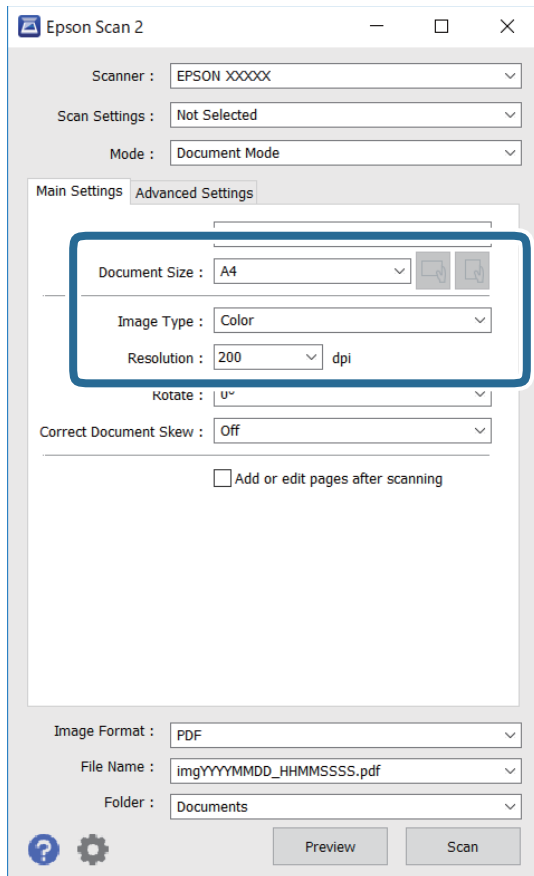 Epson Scan 2
Scanner : EPSON XXXXX
Scan Settings : Not Selected
Mode : Document Mode
Main Settings Advanced Settings
Document Size : A4
Image Type : Color
Resolution : 200 dpi
Rotate : 0°
Correct Document Skew : Off
Add or edit pages after scanning
Image Format : PDF
File Name : imgYYYYMMDD_HHMMSSSS.pdf
Folder : Documents
? Preview Scan